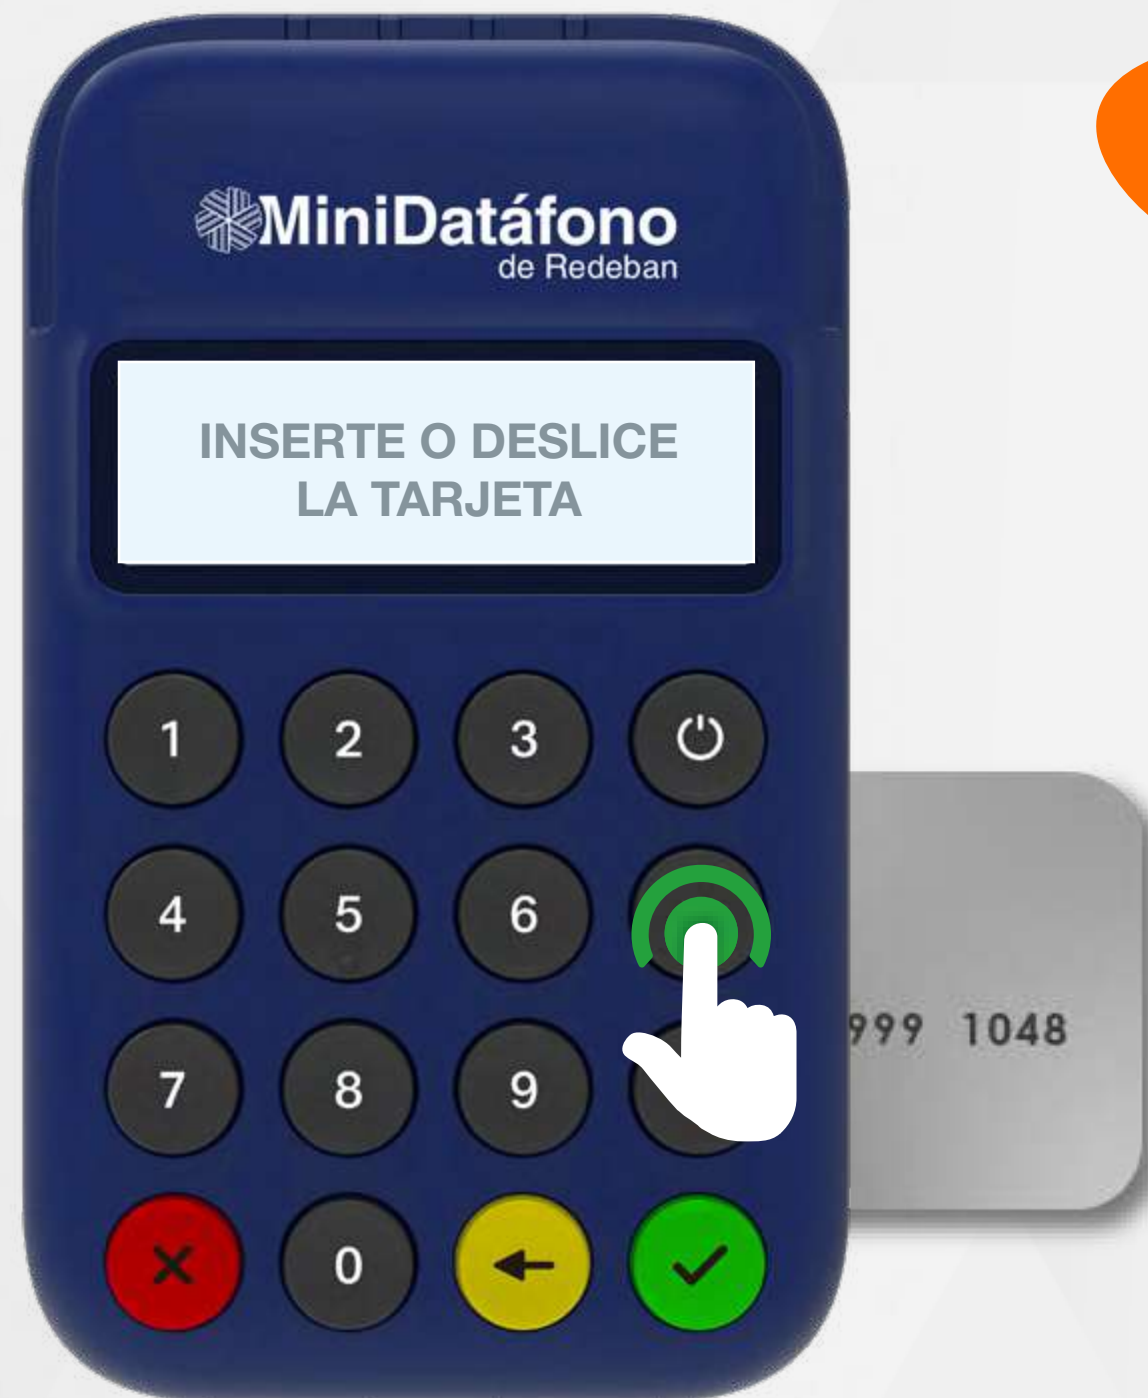 MiniDatáfono
de Redeban
INSERTE O DESLICE
LA TARJETA
1 2 3
4 5 6
7 8 9
0
999 1048